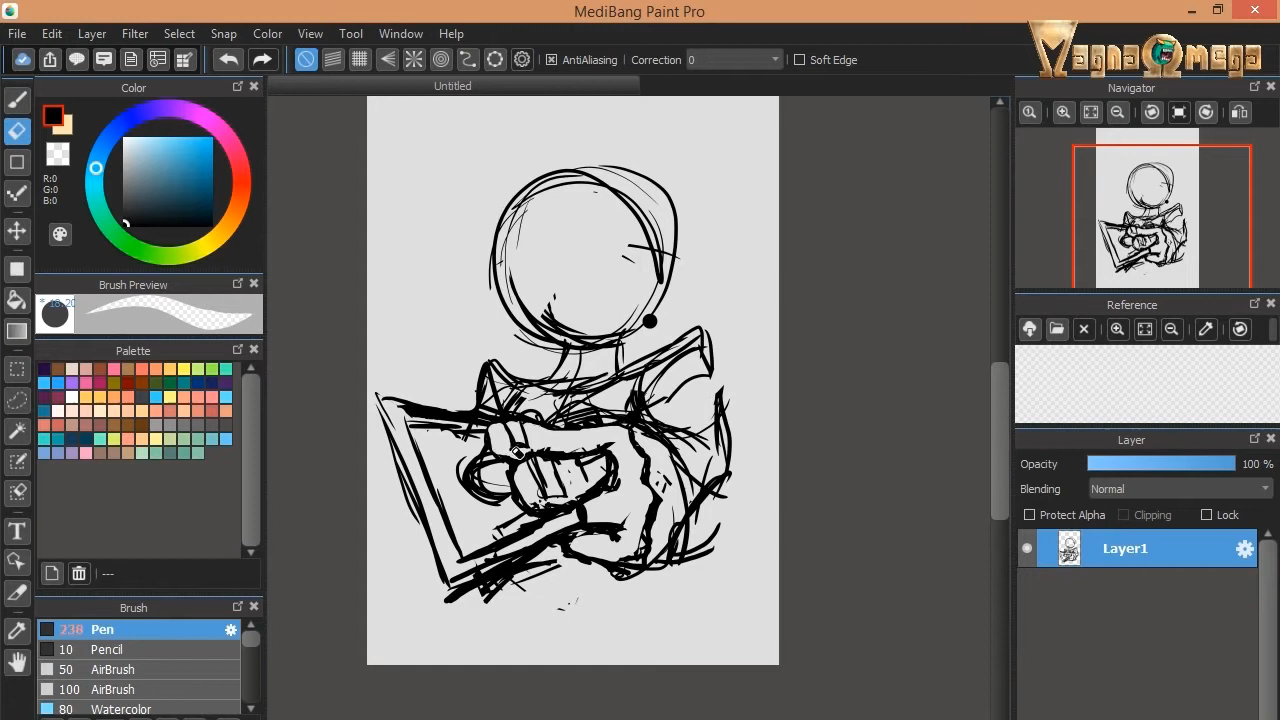 MediBang Paint Pro
File Edit Layer Filter Select Snap Color View Tool Window Help
MagnaOmega
AntiAliasing Correction 0 Soft Edge
Untitled
Color
Navigator
R:0
G:0
B:0
Brush Preview
Reference
Palette
Layer
Opacity 100 %
Blending Normal
Protect Alpha Clipping Lock
Layer1
---
Brush
238 Pen
10 Pencil
50 AirBrush
100 AirBrush
80 Watercolor